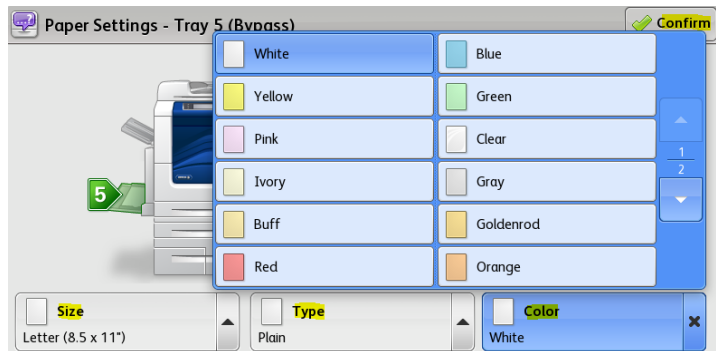 Paper Settings - Tray 5 (Bypass)
Confirm
White
Blue
Yellow
Green
Pink
Clear
Ivory
Gray
Buff
Goldenrod
Red
Orange
1
2
5
Size
Letter (8.5 x 11")
Type
Plain
Color
White